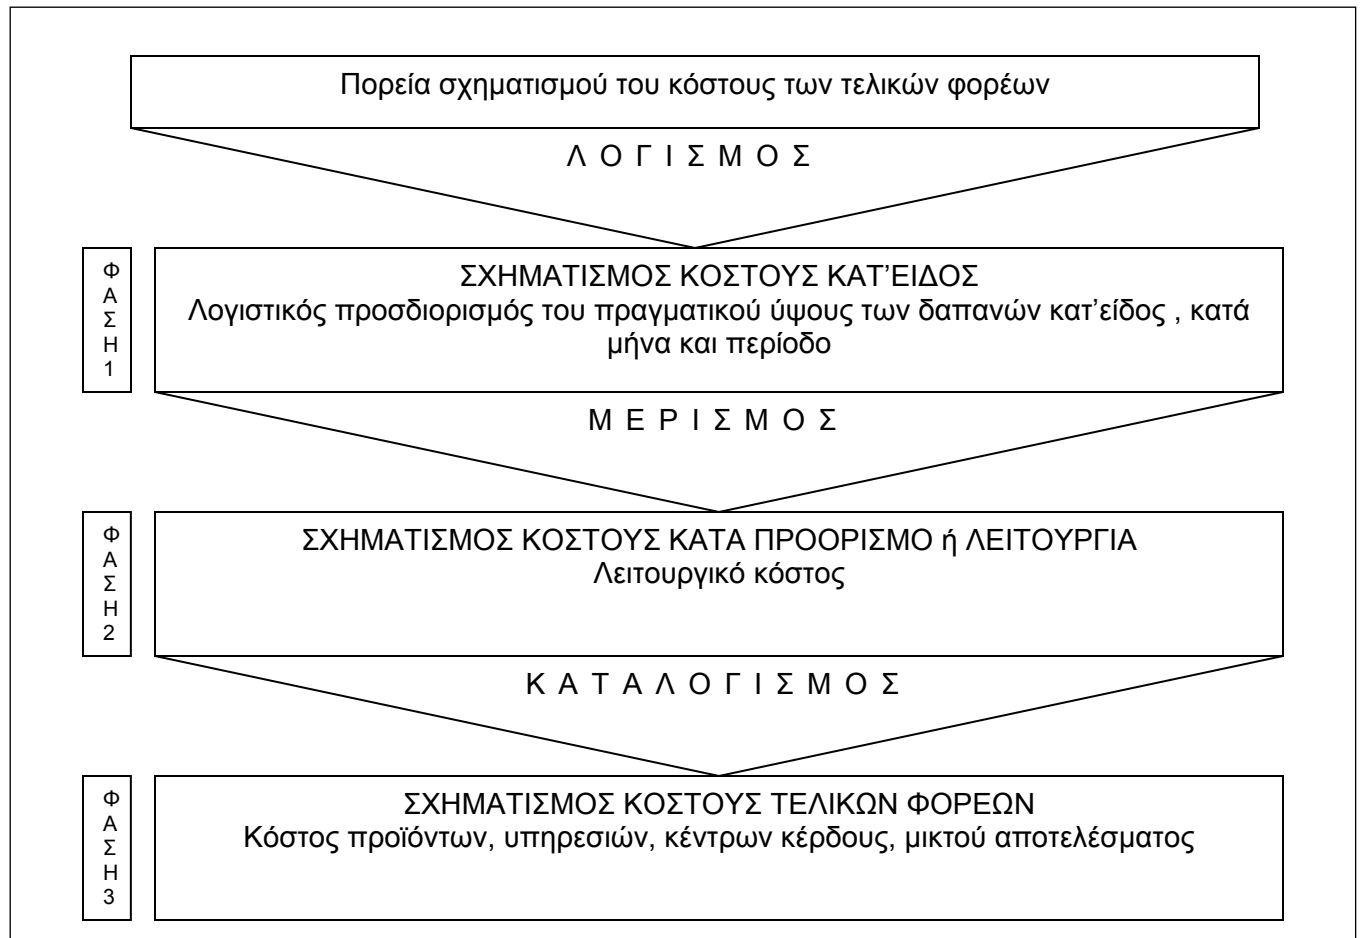 Πορεία σχηματισμού του κόστους των τελικών φορέων
Λ Ο Γ Ι Σ Μ Ο Σ
Φ
Α
Σ
Η
1
ΣΧΗΜΑΤΙΣΜΟΣ ΚΟΣΤΟΥΣ ΚΑΤ’ΕΙΔΟΣ
Λογιστικός προσδιορισμός του πραγματικού ύψους των δαπανών κατ’είδος , κατά
μήνα και περίοδο
Μ Ε Ρ Ι Σ Μ Ο Σ
Φ
Α
Σ
Η
2
ΣΧΗΜΑΤΙΣΜΟΣ ΚΟΣΤΟΥΣ ΚΑΤΑ ΠΡΟΟΡΙΣΜΟ ή ΛΕΙΤΟΥΡΓΙΑ
Λειτουργικό κόστος
Κ Α Τ Α Λ Ο Γ Ι Σ Μ Ο Σ
Φ
Α
Σ
Η
3
ΣΧΗΜΑΤΙΣΜΟΣ ΚΟΣΤΟΥΣ ΤΕΛΙΚΩΝ ΦΟΡΕΩΝ
Κόστος προϊόντων, υπηρεσιών, κέντρων κέρδους, μικτού αποτελέσματος